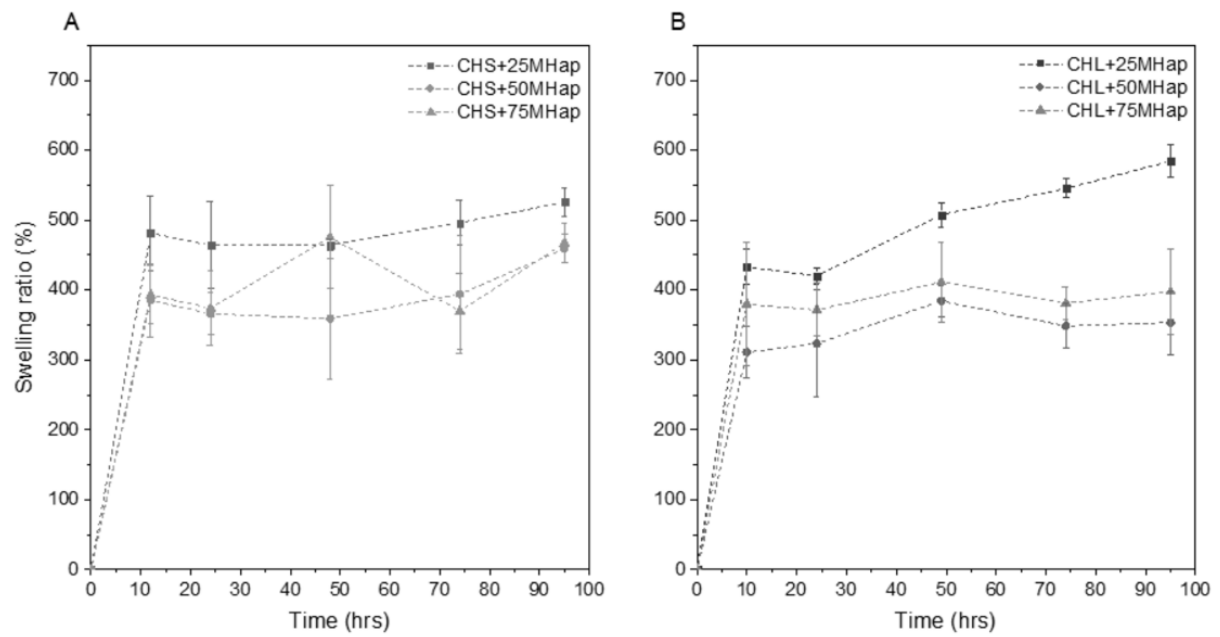 A
CHS+25MHap
CHS+50MHap
CHS+75MHap
Swelling ratio (%)
700
600
500
400
300
200
100
0
0 10 20 30 40 50 60 70 80 90 100
Time (hrs)
B
CHL+25MHap
CHL+50MHap
CHL+75MHap
700
600
500
400
300
200
100
0
0 10 20 30 40 50 60 70 80 90 100
Time (hrs)